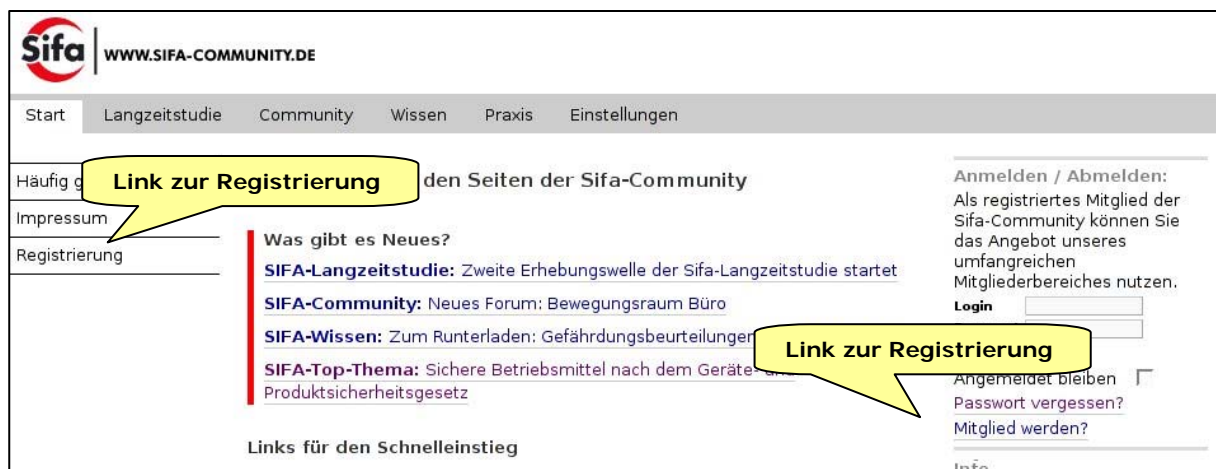 Sifa WWW.SIFA-COMMUNITY.DE
Start Langzeitstudie Community Wissen Praxis Einstellungen
Häufig g
Impressum
Registrierung
Link zur Registrierung
den Seiten der Sifa-Community
Was gibt es Neues?
SIFA-Langzeitstudie: Zweite Erhebungswelle der Sifa-Langzeitstudie startet
SIFA-Community: Neues Forum: Bewegungsraum Büro
SIFA-Wissen: Zum Runterladen: Gefährdungsbeurteilungen
SIFA-Top-Thema: Sichere Betriebsmittel nach dem Geräte- und
Produktsicherheitsgesetz
Links für den Schnelleinstieg
Anmelden / Abmelden:
Als registriertes Mitglied der
Sifa-Community können Sie
das Angebot unseres
umfangreichen
Mitgliederbereiches nutzen.
Login
Link zur Registrierung
Angemeldet bleiben
Passwort vergessen?
Mitglied werden?
Info